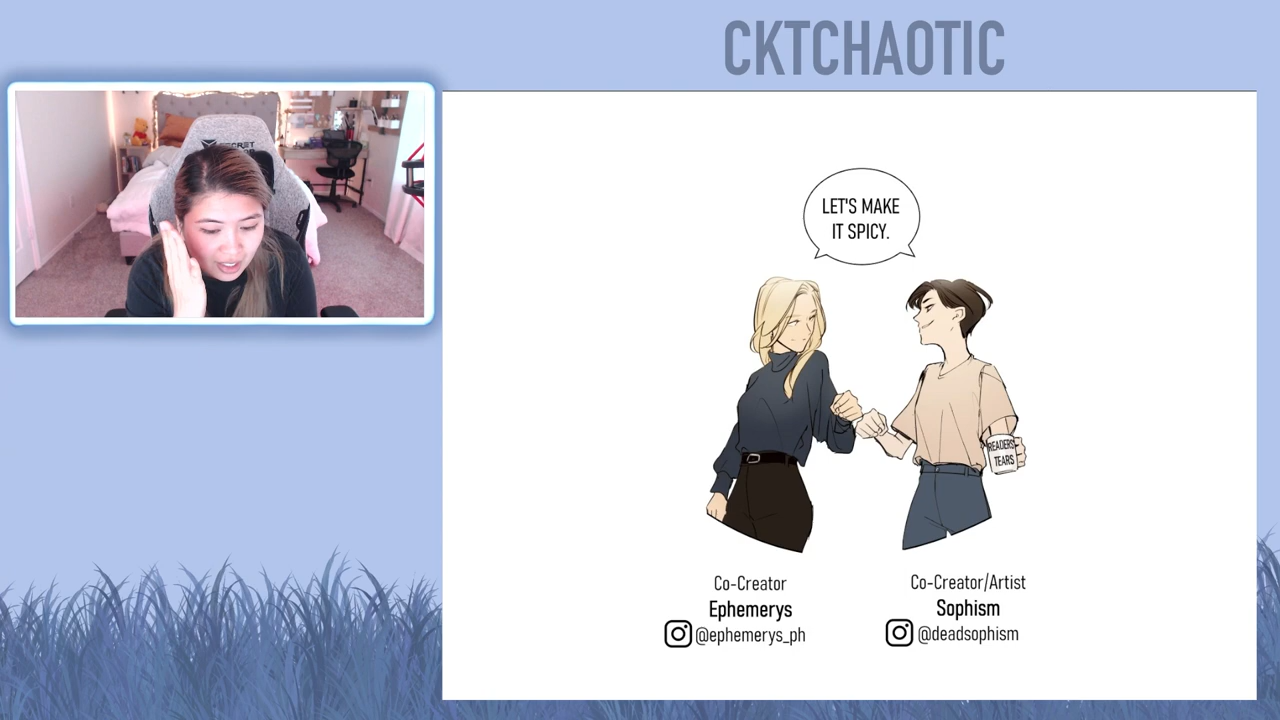 CKTCHAOTIC
LET'S MAKE
IT SPICY.
READERS
TEARS
Co-Creator
Ephemerys
@ephemerys_ph
Co-Creator/Artist
Sophism
@deadsophism